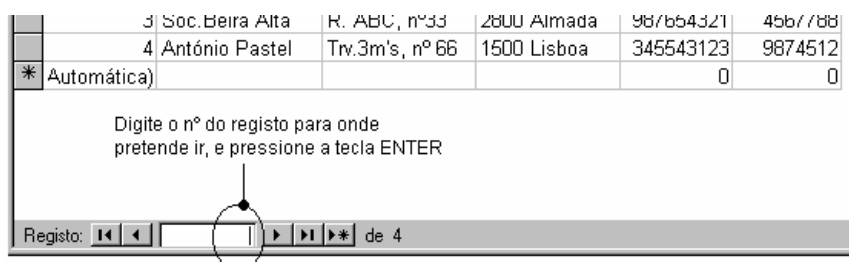 3 Soc.Beira Alta R. ABC, nº33 2800 Almada 987654321 4567788
4 António Pastel Trv.3m's, nº 66 1500 Lisboa 345543123 9874512
* Automática) 0 0
Digite o nº do registo para onde
pretende ir, e pressione a tecla ENTER
Registo: de 4